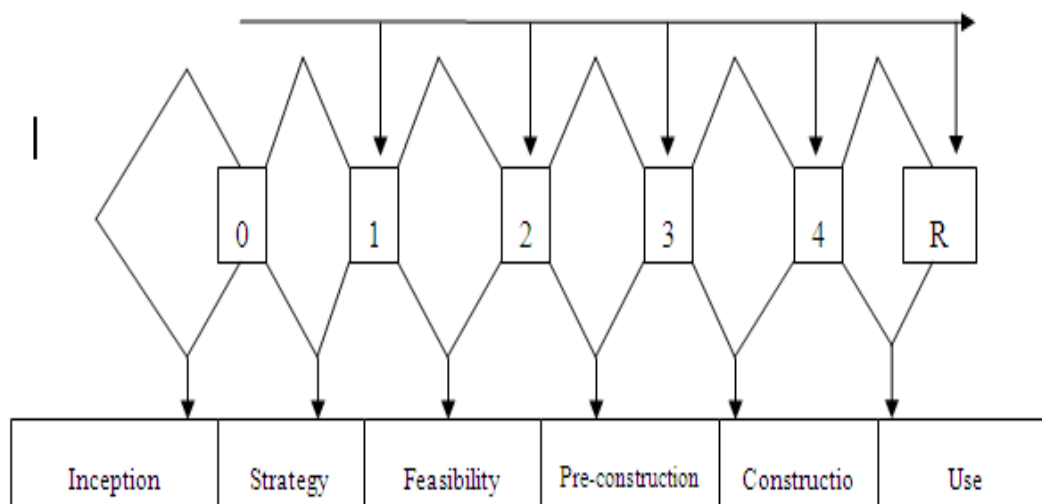 0 1 2 3 4 R
Inception Strategy Feasibility Pre-construction Constructio Use